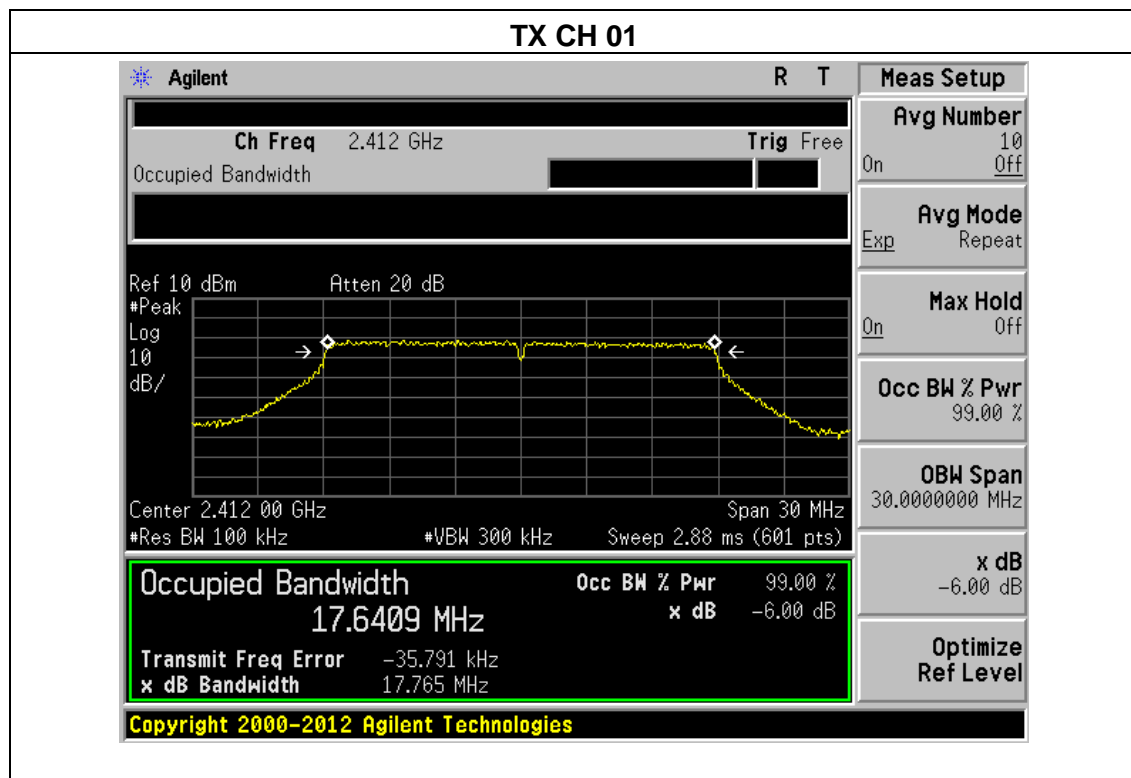 TX CH 01
Agilent R T
Ch Freq 2.412 GHz Trig Free
Occupied Bandwidth
Ref 10 dBm Atten 20 dB
#Peak
Log
10
dB/
Center 2.412 00 GHz Span 30 MHz
#Res BW 100 kHz #VBW 300 kHz Sweep 2.88 ms (601 pts)
Occupied Bandwidth Occ BW % Pwr 99.00 %
17.6409 MHz x dB -6.00 dB
Transmit Freq Error -35.791 kHz
x dB Bandwidth 17.765 MHz
Copyright 2000-2012 Agilent Technologies
Meas Setup
Avg Number
10
On Off
Avg Mode
Exp Repeat
Max Hold
On Off
Occ BW % Pwr
99.00 %
OBW Span
30.0000000 MHz
x dB
-6.00 dB
Optimize
Ref Level